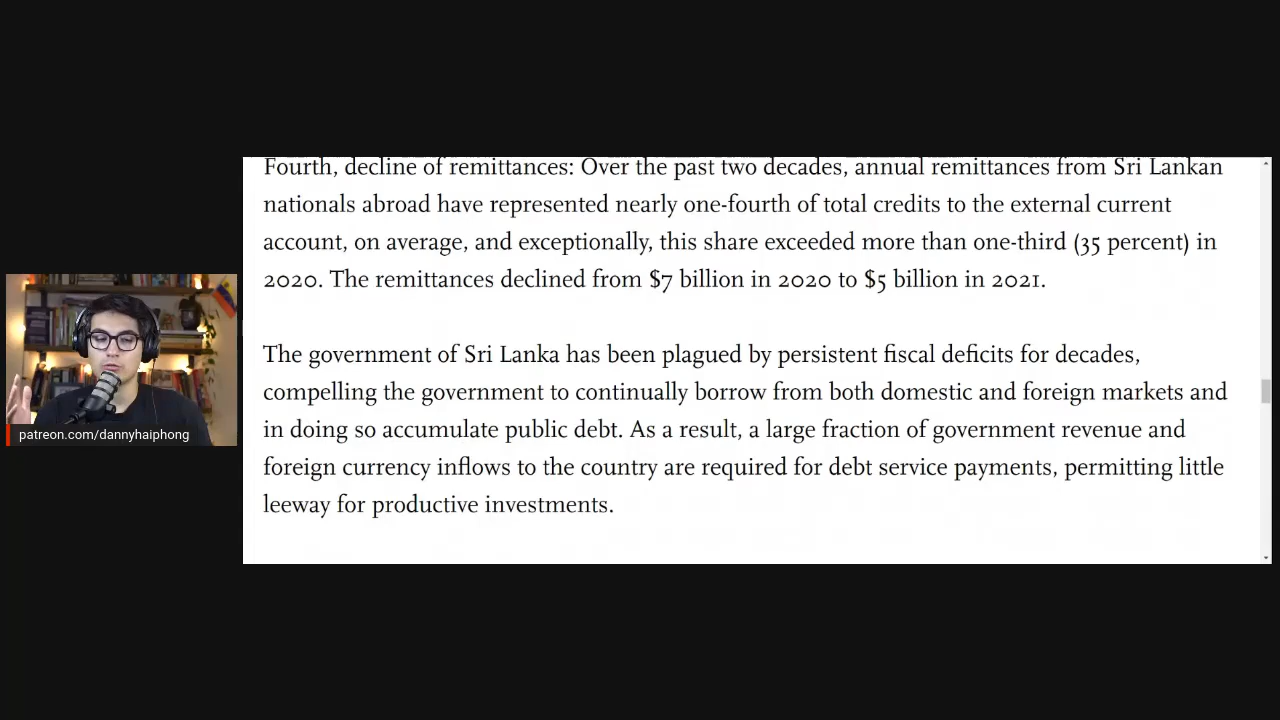 Fourth, decline of remittances: Over the past two decades, annual remittances from Sri Lankan
nationals abroad have represented nearly one-fourth of total credits to the external current
account, on average, and exceptionally, this share exceeded more than one-third (35 percent) in
2020. The remittances declined from $7 billion in 2020 to $5 billion in 2021.
The government of Sri Lanka has been plagued by persistent fiscal deficits for decades,
compelling the government to continually borrow from both domestic and foreign markets and
in doing so accumulate public debt. As a result, a large fraction of government revenue and
foreign currency inflows to the country are required for debt service payments, permitting little
leeway for productive investments.
patreon.com/dannyhaiphong